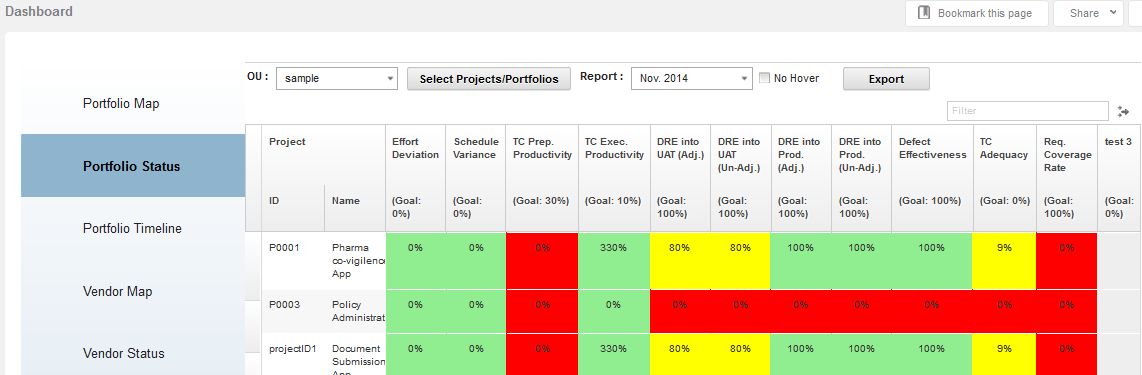 Dashboard
Bookmark this page
Share
OU :
sample
Select Projects/Portfolios
Report :
Nov. 2014
No Hover
Export
Filter
Portfolio Map
Portfolio Status
Portfolio Timeline
Vendor Map
Vendor Status
Project
Effort
Deviation
Schedule
Variance
TC Prep.
Productivity
TC Exec.
Productivity
DRE into
UAT (Adj.)
DRE into
UAT
(Un-Adj.)
DRE into
Prod.
(Adj.)
DRE into
Prod.
(Un-Adj.)
Defect
Effectiveness
TC
Adequacy
Req.
Coverage
Rate
test 3
ID
Name
(Goal:
0%)
(Goal:
0%)
(Goal: 30%)
(Goal: 10%)
(Goal:
100%)
(Goal:
100%)
(Goal:
100%)
(Goal:
100%)
(Goal: 100%)
(Goal: 0%)
(Goal:
100%)
(Goal:
0%)
P0001
Pharma
co-vigilence
App
0%
0%
0%
330%
80%
80%
100%
100%
100%
9%
0%
P0003
Policy
Administrat
0%
0%
0%
0%
0%
0%
0%
0%
0%
0%
0%
projectID1
Document
Submission
App
0%
0%
0%
330%
80%
80%
100%
100%
100%
9%
0%